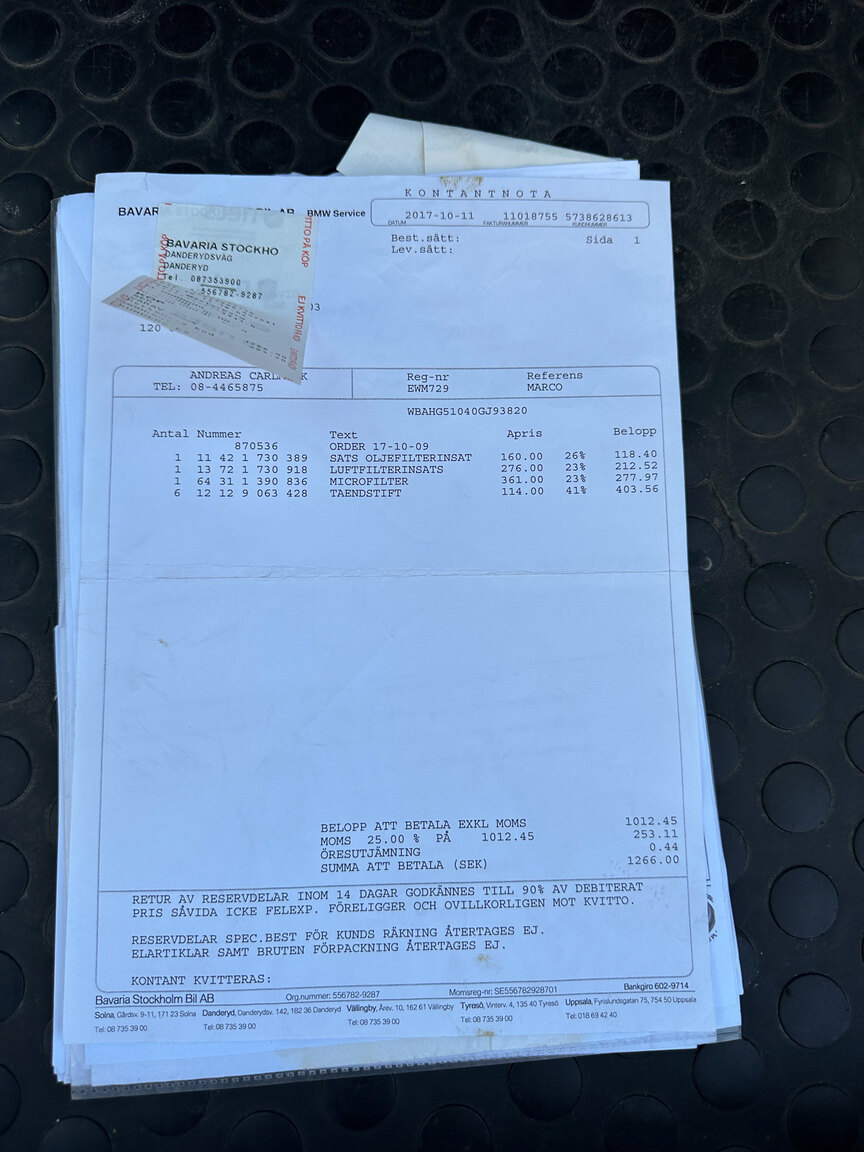 KONTANTNOTA
BMW Service
2017-10-11 11018755 5738628613
DATUM FAKTURANUMMER KUNDNUMMER
Best.sätt: Sida 1
Lev.sätt:
BAVARIA STOCKHO
DANDERYDSVÄG
DANDERYD
Tel. 087353900
556782-9287
120
ANDREAS
TEL: 08-4465875
Reg-nr Referens
EWM729 MARCO
WBAHG51040GJ93820
Antal Nummer Text Apris Belopp
870536 ORDER 17-10-09
1 11 42 1 730 389 SATS OLJEFILTERINSAT 160.00 26% 118.40
1 13 72 1 730 918 LUFTFILTERINSATS 276.00 23% 212.52
1 64 31 1 390 836 MICROFILTER 361.00 23% 277.97
6 12 12 9 063 428 TAENDSTIFT 114.00 41% 403.56
BELOPP ATT BETALA EXKL MOMS 1012.45
MOMS 25.00 % PÅ 1012.45 253.11
ÖRESUTJÄMNING 0.44
SUMMA ATT BETALA (SEK) 1266.00
RETUR AV RESERVDELAR INOM 14 DAGAR GODKÄNNES TILL 90% AV DEBITERAT
PRIS SÅVIDA ICKE FELEXP. FÖRELIGGER OCH OVILLKORLIGEN MOT KVITTO.
RESERVDELAR SPEC.BEST FÖR KUNDS RÄKNING ÅTERTAGES EJ.
ELARTIKLAR SAMT BRUTEN FÖRPACKNING ÅTERTAGES EJ.
KONTANT KVITTERAS:
Bavaria Stockholm Bil AB Org.nummer: 556782-9287 Momsreg-nr: SE556782928701 Bankgiro 602-9714
Solna, Gårdsv. 9-11, 171 23 Solna Danderyd, Danderydsv. 142, 182 36 Danderyd Vällingby, Årev. 10, 162 61 Vällingby Tyresö, Vinterv. 4, 135 40 Tyresö Uppsala, Fyrislundsgatan 75, 754 50 Uppsala
Tel: 08 735 39 00 Tel: 08 735 39 00 Tel: 08 735 39 00 Tel: 08 735 39 00 Tel: 018 69 42 40